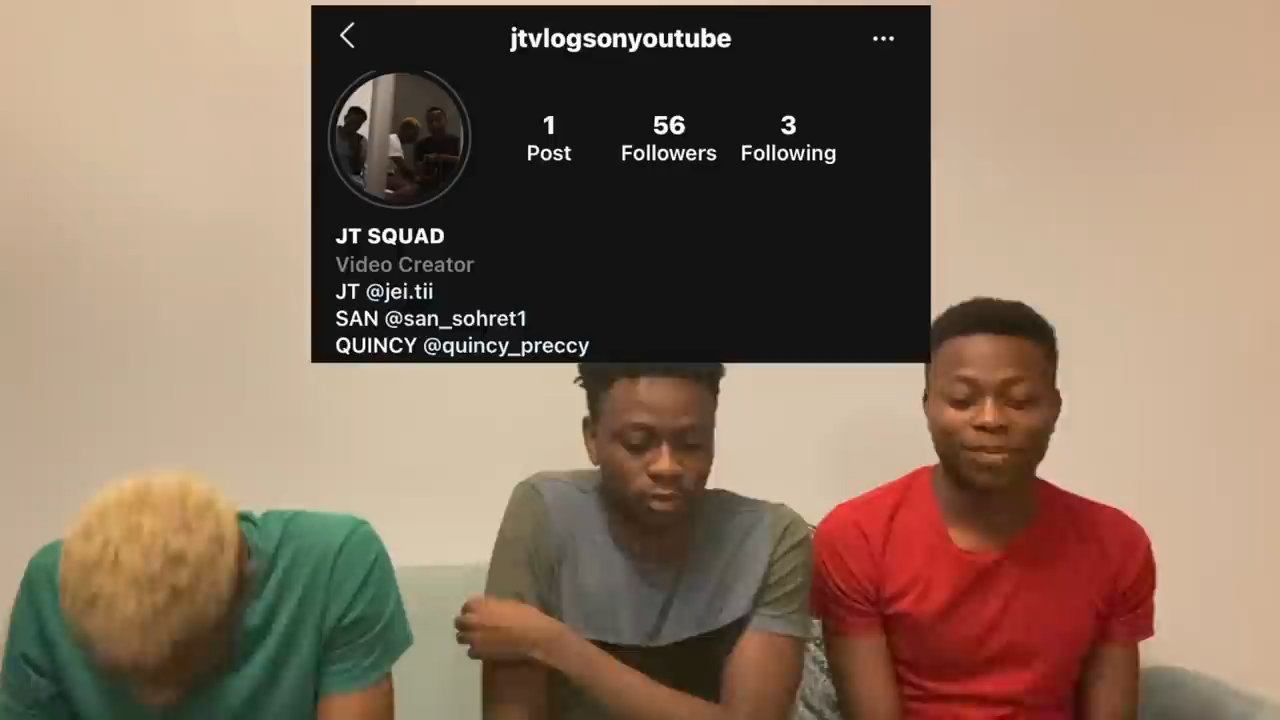 jtvlogsonyoutube
1
Post
56
Followers
3
Following
JT SQUAD
Video Creator
JT @jei.tii
SAN @san_sohret1
QUINCY @quincy_preccy